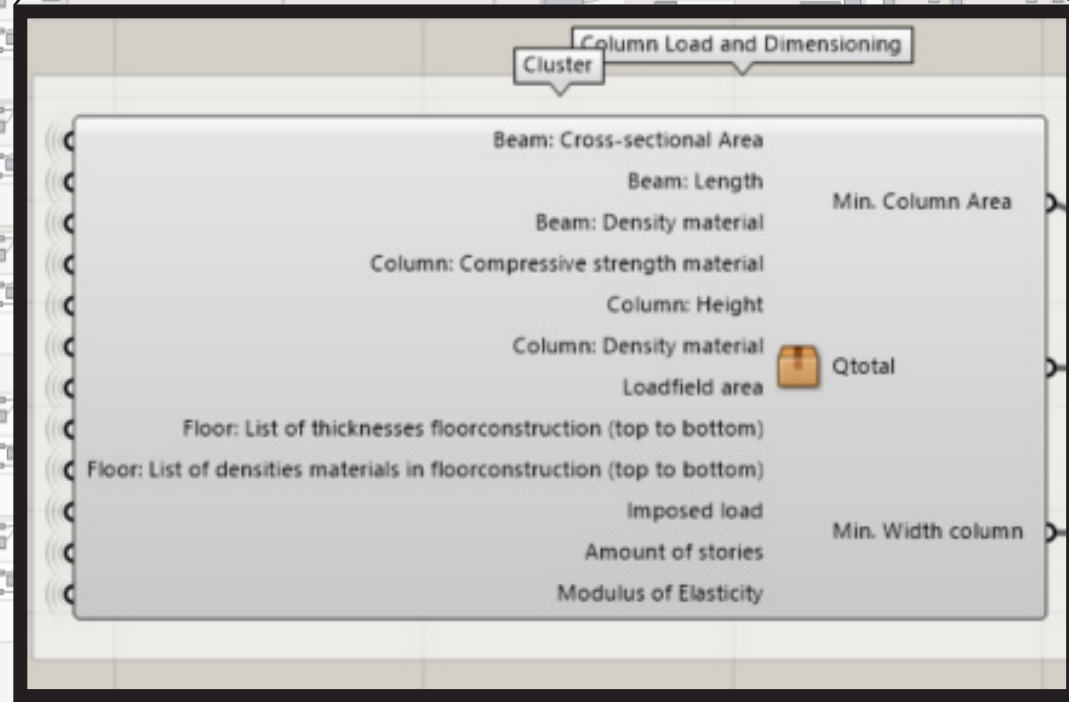 Column Load and Dimensioning
Cluster
Beam: Cross-sectional Area
Beam: Length
Beam: Density material
Column: Compressive strength material
Column: Height
Column: Density material
Loadfield area
Floor: List of thicknesses floorconstruction (top to bottom)
Floor: List of densities materials in floorconstruction (top to bottom)
Imposed load
Amount of stories
Modulus of Elasticity
Min. Column Area
Qtotal
Min. Width column